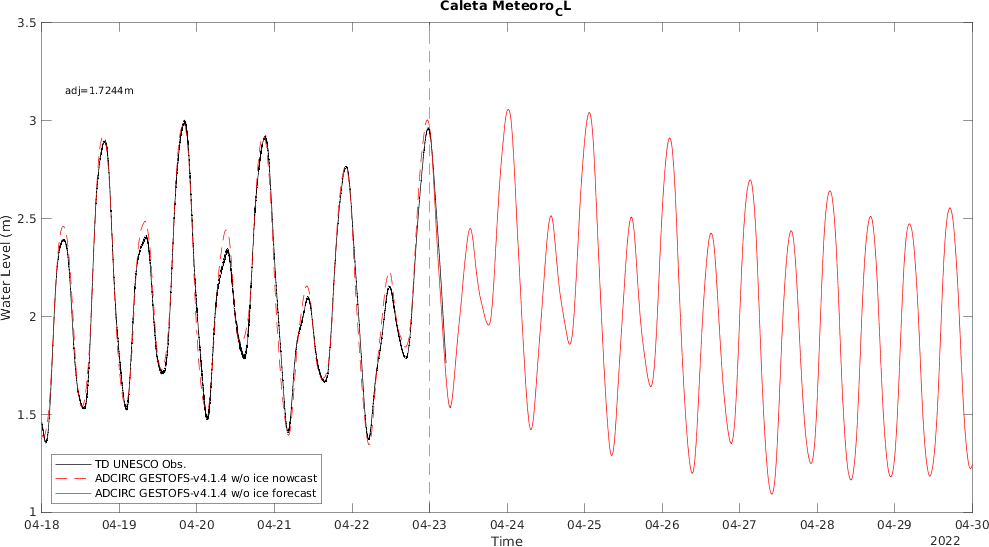 Caleta Meteoro_CL
3.5
3
2.5
2
1.5
1
Water Level (m)
adj=1.7244m
TD UNESCO Obs.
ADCIRC GESTOFS-v4.1.4 w/o ice nowcast
ADCIRC GESTOFS-v4.1.4 w/o ice forecast
04-18 04-19 04-20 04-21 04-22 04-23 04-24 04-25 04-26 04-27 04-28 04-29 04-30
Time
2022